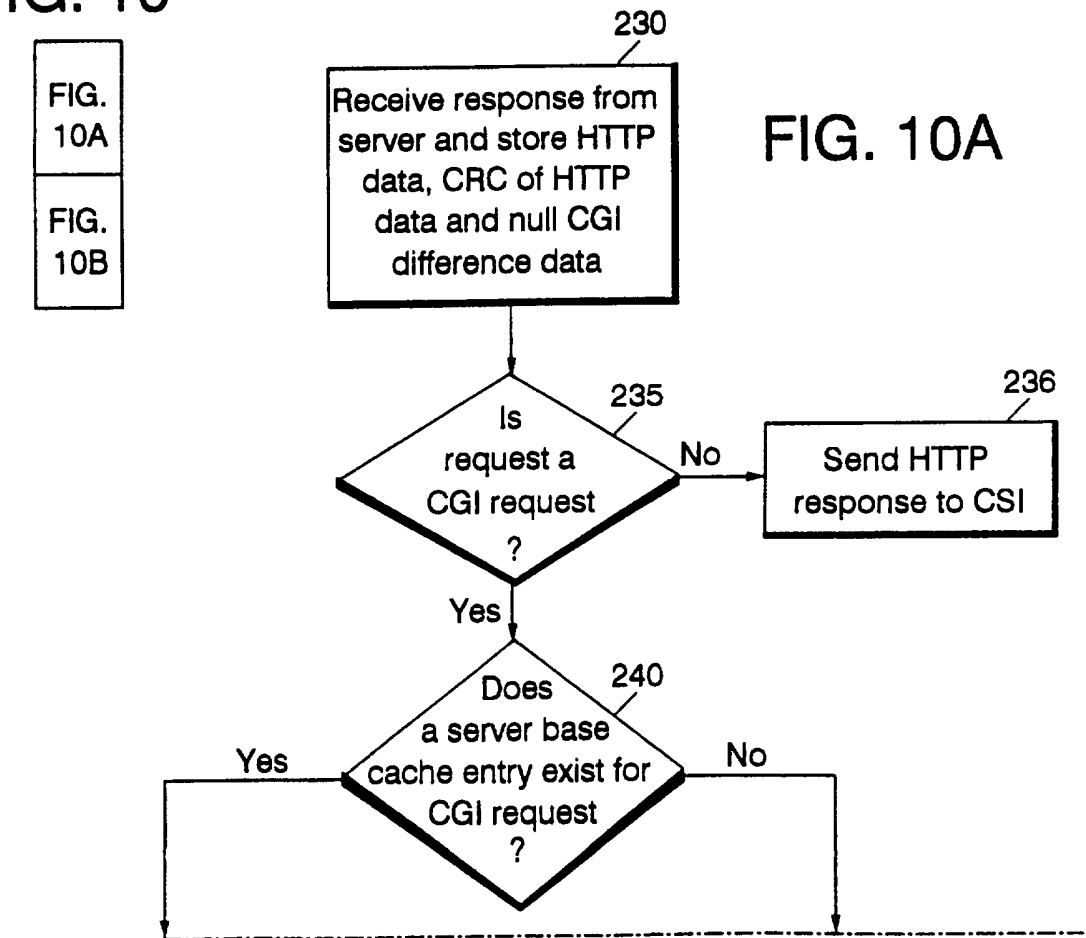 FIG. 10
FIG.
10A
FIG.
10B
230
Receive response from
server and store HTTP
data, CRC of HTTP
data and null CGI
difference data
FIG. 10A
235
Is
request a
CGI request
?
No
236
Send HTTP
response to CSI
Yes
240
Does
a server base
cache entry exist for
CGI request
?
Yes
No